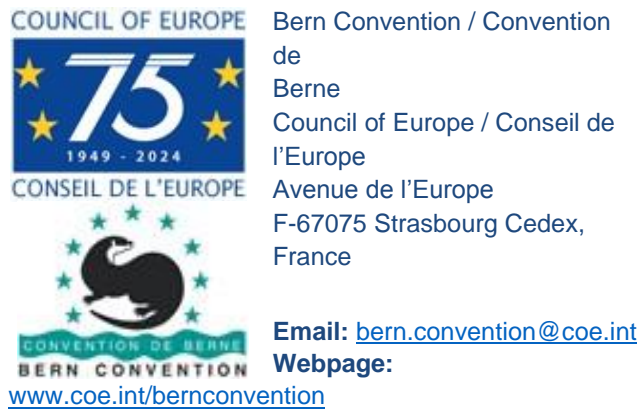 COUNCIL OF EUROPE
75
1949 - 2024
CONSEIL DE L'EUROPE
CONVENTION DE BERNE
BERN CONVENTION
Bern Convention / Convention
de
Berne
Council of Europe / Conseil de
l’Europe
Avenue de l’Europe
F-67075 Strasbourg Cedex,
France
Email: bern.convention@coe.int
Webpage:
www.coe.int/bernconvention